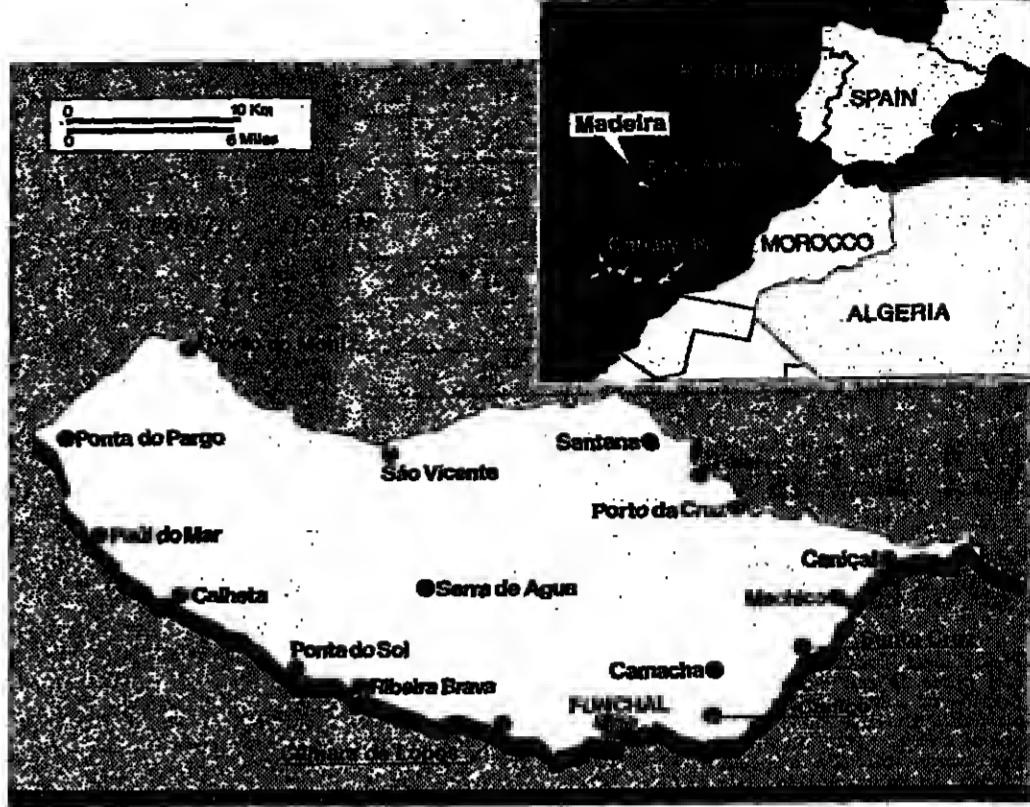 0 10 Km
0 6 Miles
SPAIN
Madeira
MOROCCO
ALGERIA
Ponta do Pargo
São Vicente
Santana
Porto da Cruz
Paúl do Mar
Caniçal
Calheta
Serra de Agua
Machico
Ponta do Sol
Camacha
Ribeira Brava
FUNCHAL